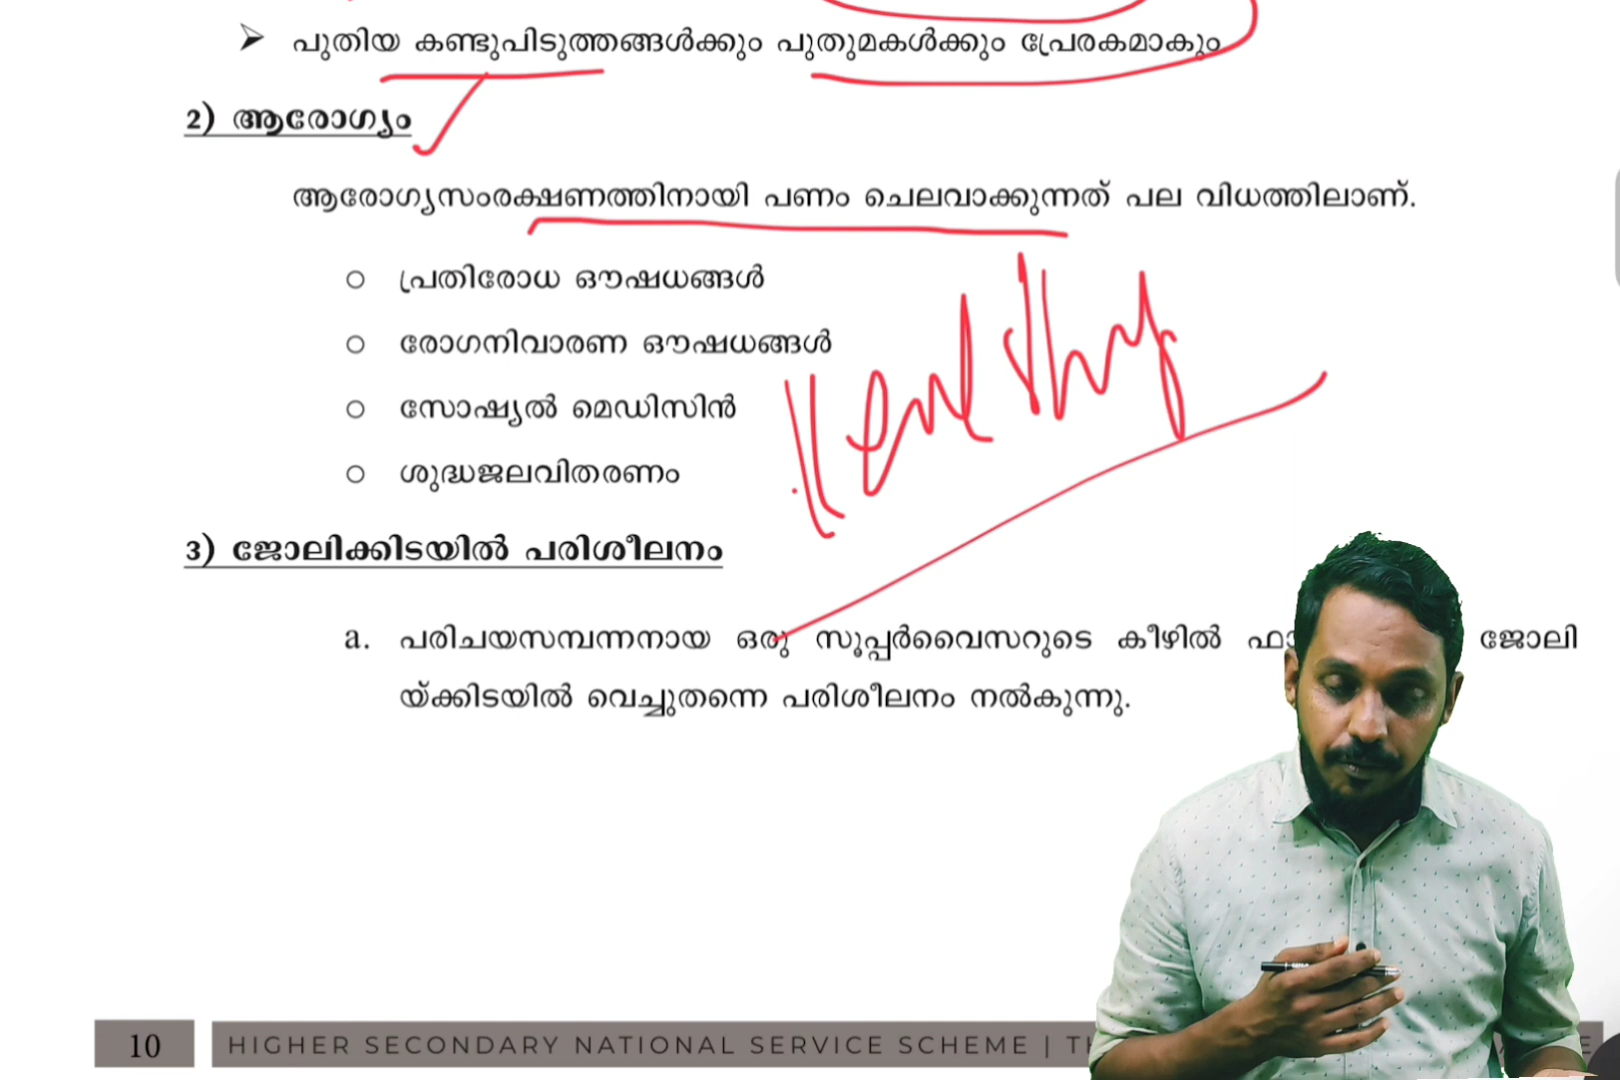 ➤ പുതിയ കണ്ടുപിടുത്തങ്ങൾക്കും പുതുമകൾക്കും പ്രേരകമാകും
2) ആരോഗ്യം
ആരോഗ്യസംരക്ഷണത്തിനായി പണം ചെലവാക്കുന്നത് പല വിധത്തിലാണ്.
○ പ്രതിരോധ ഔഷധങ്ങൾ
○ രോഗനിവാരണ ഔഷധങ്ങൾ
○ സോഷ്യൽ മെഡിസിൻ
○ ശുദ്ധജലവിതരണം
3) ജോലിക്കിടയിൽ പരിശീലനം
a. പരിചയസമ്പന്നനായ ഒരു സൂപ്പർവൈസറുടെ കീഴിൽ ജോലി
യ്ക്കിടയിൽ വെച്ചുതന്നെ പരിശീലനം നൽകുന്നു.
10 HIGHER SECONDARY NATIONAL SERVICE SCHEME |